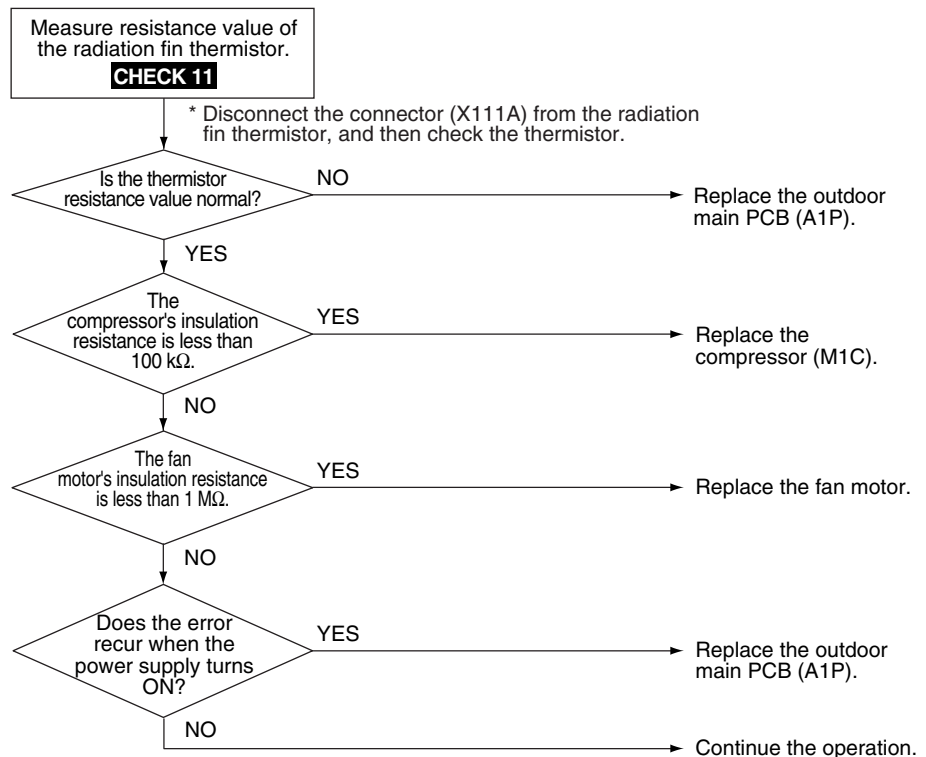 Measure resistance value of
the radiation fin thermistor.
CHECK 11
* Disconnect the connector (X111A) from the radiation
fin thermistor, and then check the thermistor.
Is the thermistor
resistance value normal?
NO
Replace the outdoor
main PCB (A1P).
YES
The
compressor's insulation
resistance is less than
100 kΩ.
YES
Replace the
compressor (M1C).
NO
The fan
motor's insulation resistance
is less than 1 MΩ.
YES
Replace the fan motor.
NO
Does the error
recur when the
power supply turns
ON?
YES
Replace the outdoor
main PCB (A1P).
NO
Continue the operation.